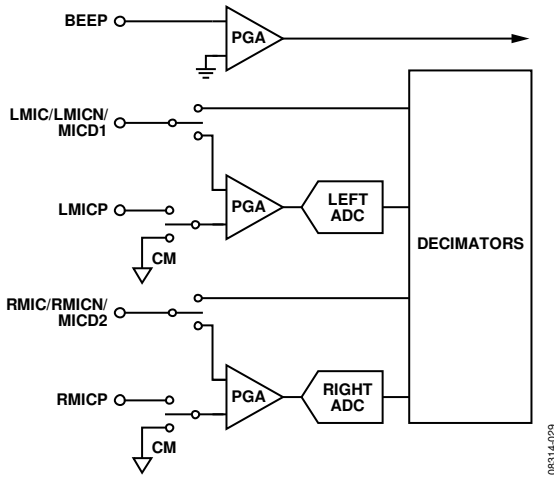 BEEP
PGA
LMIC/LMICN/
MICD1
LMICP
CM
PGA
LEFT
ADC
DECIMATORS
RMIC/RMICN/
MICD2
RMICP
CM
PGA
RIGHT
ADC
08314-029